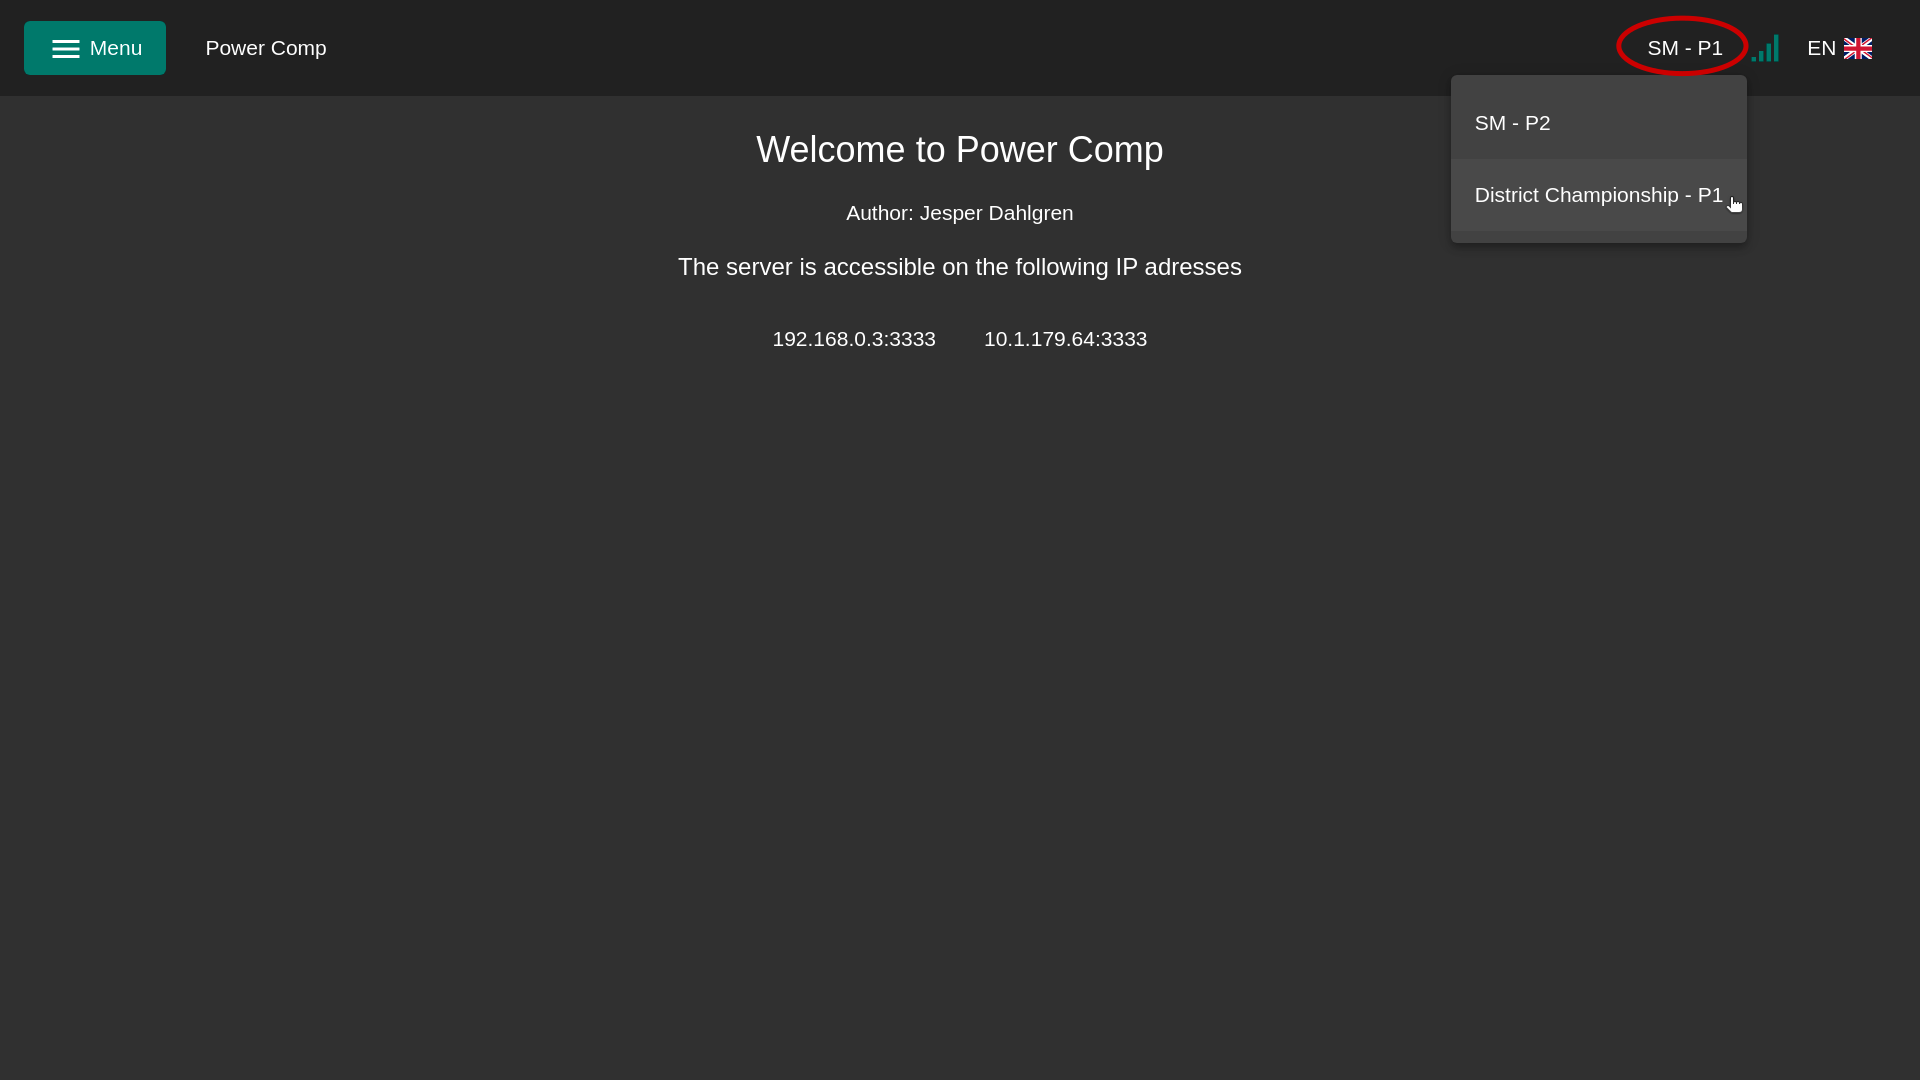 Menu
Power Comp
SM - P1
EN
SM - P2
District Championship - P1
Welcome to Power Comp
Author: Jesper Dahlgren
The server is accessible on the following IP adresses
192.168.0.3:3333 10.1.179.64:3333